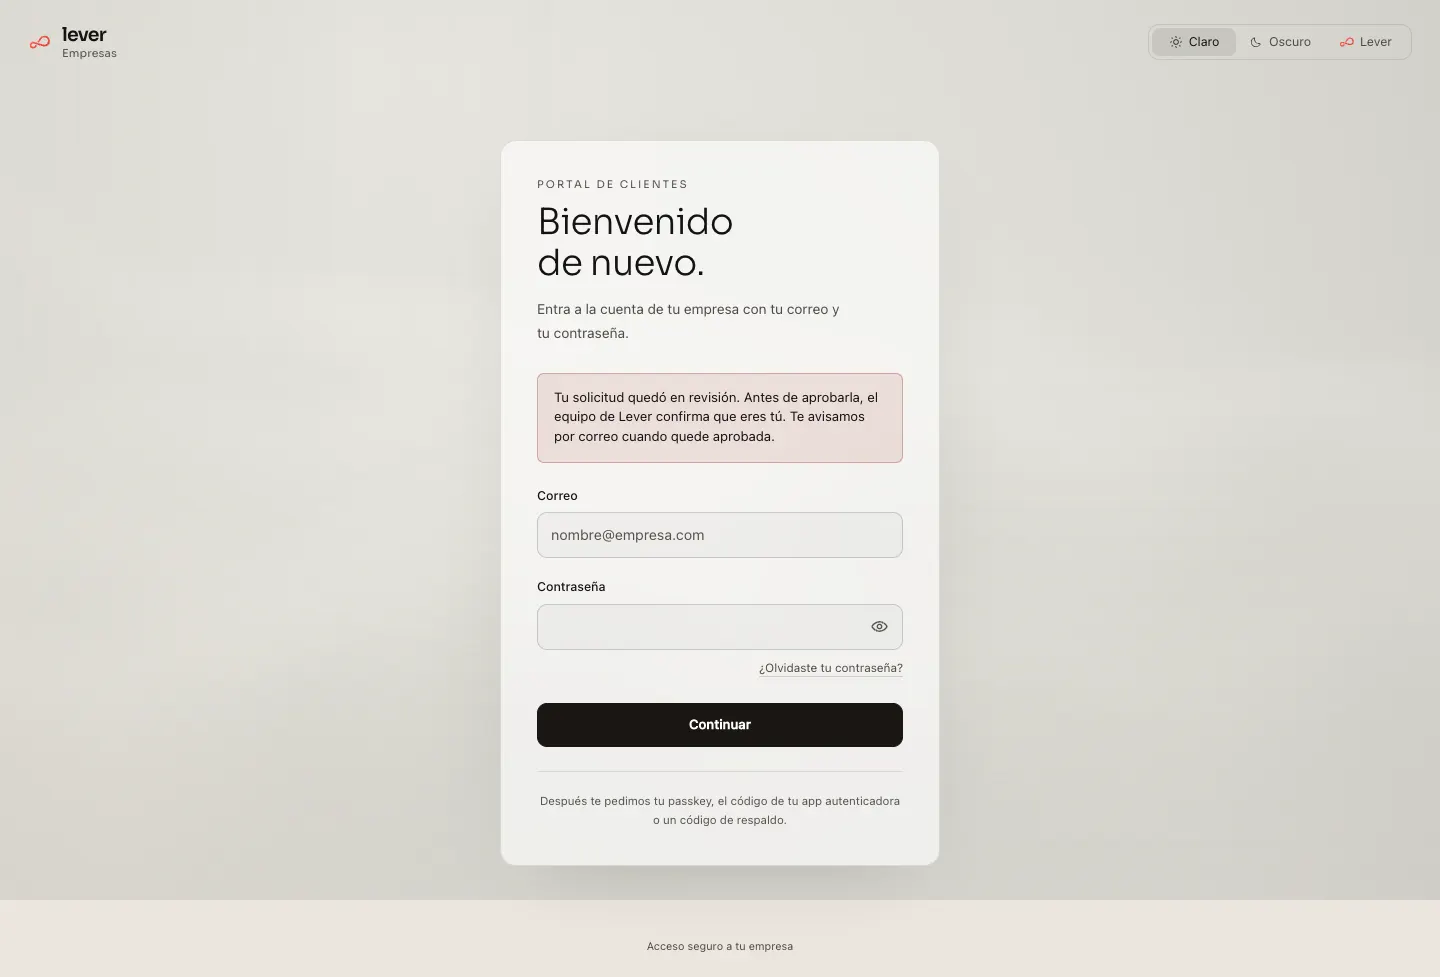 lever
Empresas
Claro
Oscuro
Lever
PORTAL DE CLIENTES
Bienvenido
de nuevo.
Entra a la cuenta de tu empresa con tu correo y
tu contraseña.
Tu solicitud quedó en revisión. Antes de aprobarla, el
equipo de Lever confirma que eres tú. Te avisamos
por correo cuando quede aprobada.
Correo
nombre@empresa.com
Contraseña
¿Olvidaste tu contraseña?
Continuar
Después te pedimos tu passkey, el código de tu app autenticadora
o un código de respaldo.
Acceso seguro a tu empresa